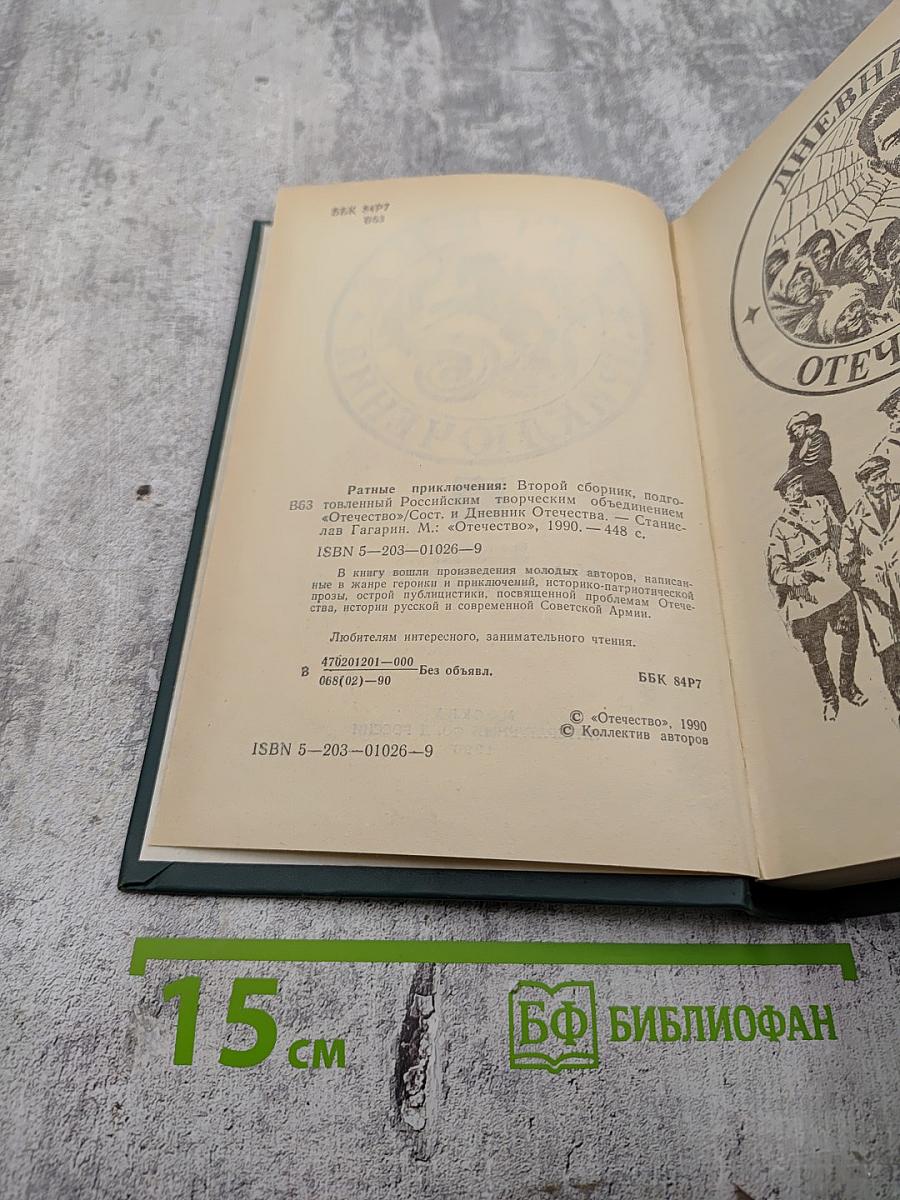 ББК 84Р7
В63
Ратные приключения: Второй сборник, подго-
В63 товленный Российским творческим объединением
«Отечество»/Сост. и Дневник Отечества. — Станис-
лав Гагарин. М.: «Отечество», 1990. — 448 с.
ISBN 5—203—01026—9
В книгу вошли произведения молодых авторов, написан-
ные в жанре героики и приключений, историко-патриотической
прозы, острой публицистики, посвященной проблемам Отече-
ства, истории русской и современной Советской Армии.
Любителям интересного, занимательного чтения.
В 470201201—000 Без объявл.
068(02)—90
ББК 84Р7
© «Отечество», 1990
© Коллектив авторов
ISBN 5—203—01026—9
ДНЕВНИ
ОТЕЧ
15 см
БФ БИБЛИОФАН